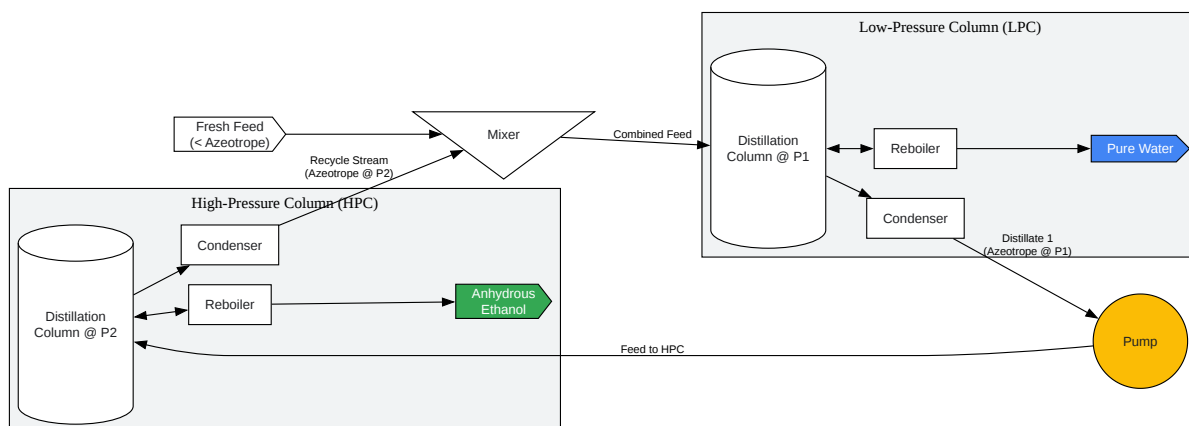 Low-Pressure Column (LPC)
Distillation
Column @ P1
Reboiler
Pure Water
Condenser
Distillate 1
(Azeotrope @ P1)
Fresh Feed
(< Azeotrope)
Mixer
Combined Feed
Recycle Stream
(Azeotrope @ P2)
High-Pressure Column (HPC)
Condenser
Distillation
Column @ P2
Reboiler
Anhydrous
Ethanol
Feed to HPC
Pump